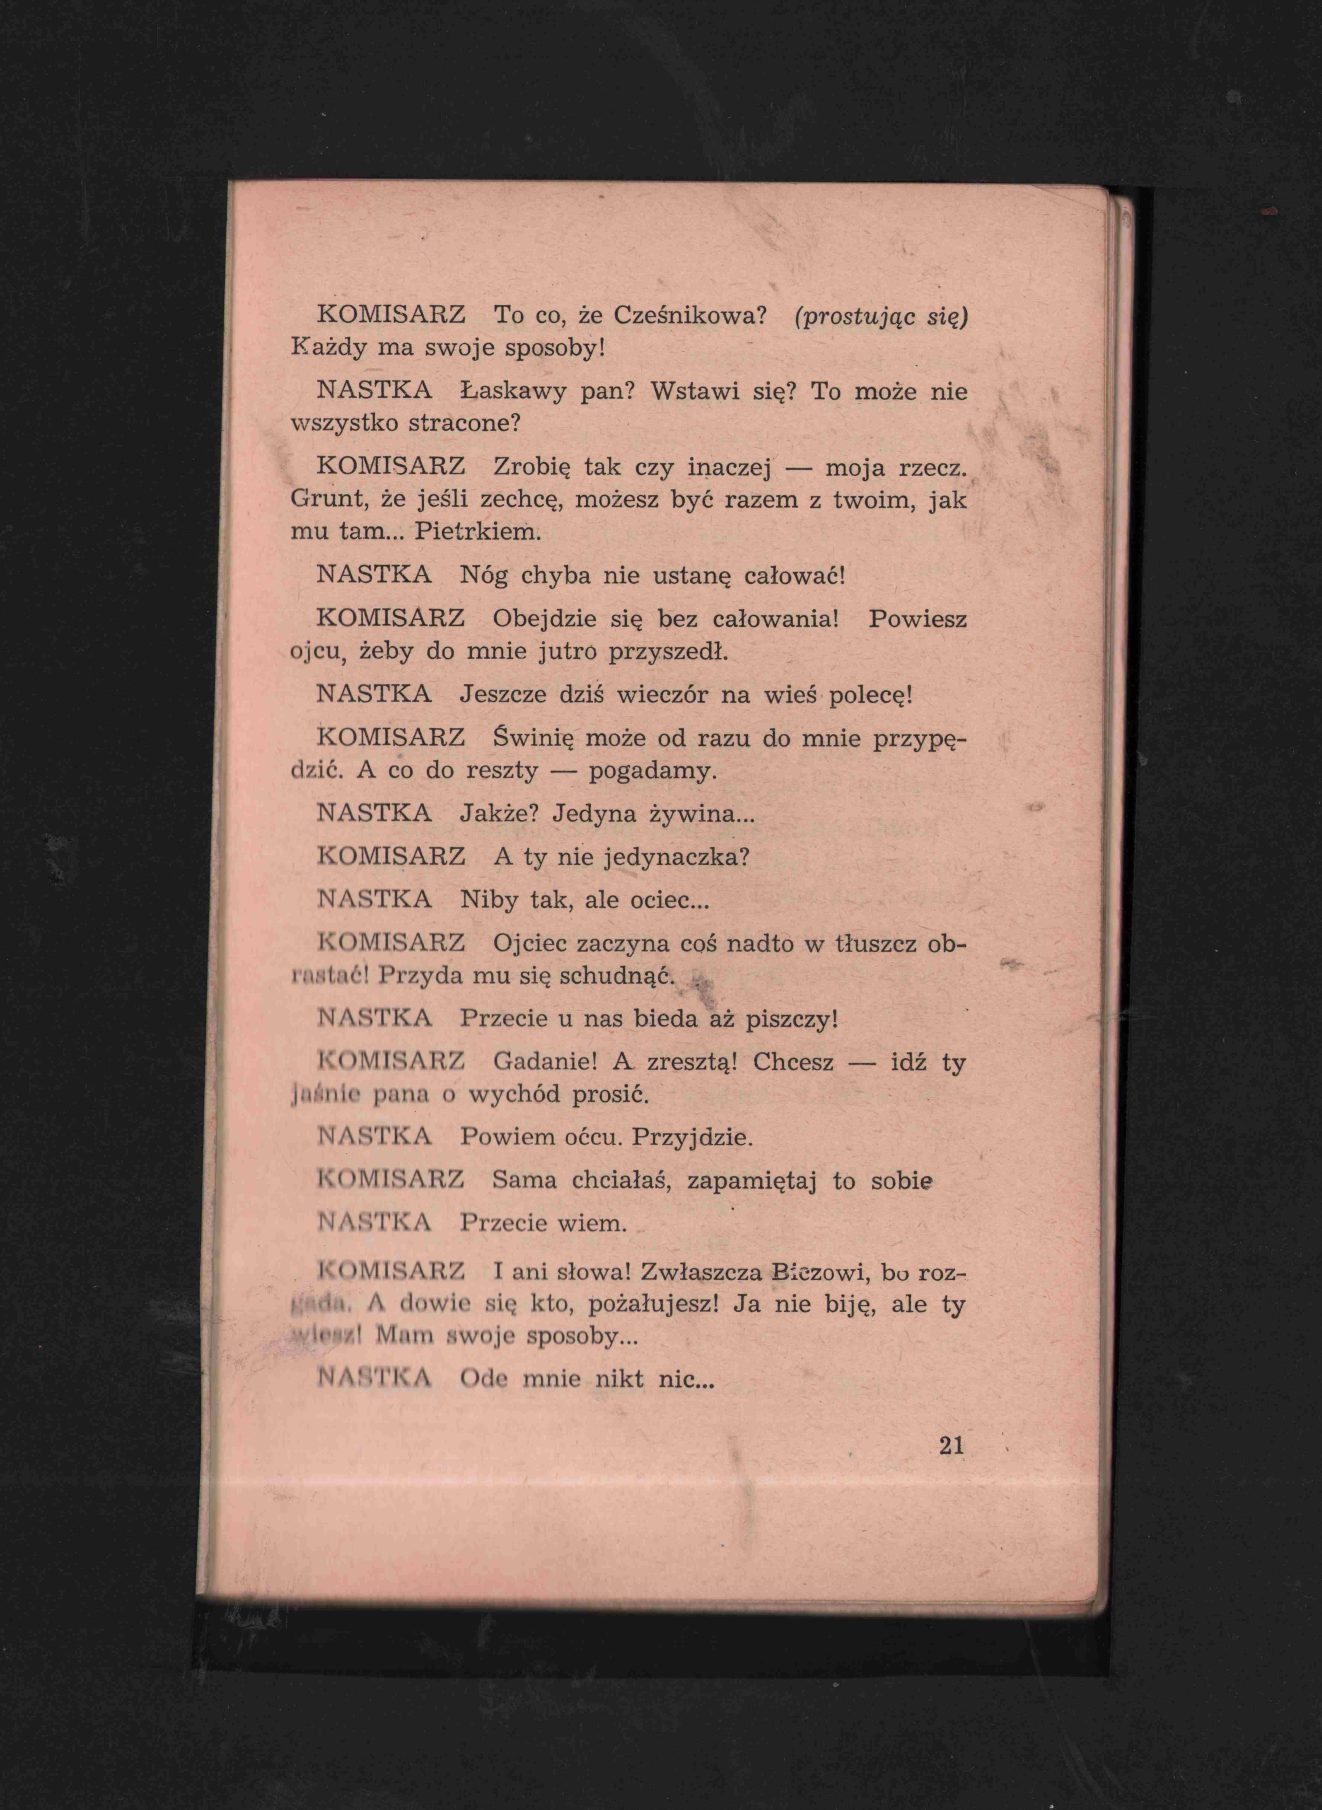 KOMISARZ To co, że Cześnikowa? (prostując się)
Każdy ma swoje sposoby!
NASTKA Łaskawy pan? Wstawi się? To może nie
wszystko stracone?
KOMISARZ Zrobię tak czy inaczej — moja rzecz.
Grunt, że jeśli zechcę, możesz być razem z twoim, jak
mu tam... Pietrkiem.
NASTKA Nóg chyba nie ustanę całować!
KOMISARZ Obejdzie się bez całowania! Powiesz
ojcu, żeby do mnie jutro przyszedł.
NASTKA Jeszcze dziś wieczór na wieś polecę!
KOMISARZ Świnię może od razu do mnie przypę-
dzić. A co do reszty — pogadamy.
NASTKA Jakże? Jedyna żywina...
KOMISARZ A ty nie jedynaczka?
NASTKA Niby tak, ale ociec...
KOMISARZ Ojciec zaczyna coś nadto w tłuszcz ob-
rastać! Przyda mu się schudnąć.
NASTKA Przecie u nas bieda aż piszczy!
KOMISARZ Gadanie! A zresztą! Chcesz — idź ty
jaśnie pana o wychód prosić.
NASTKA Powiem oćcu. Przyjdzie.
KOMISARZ Sama chciałaś, zapamiętaj to sobie
NASTKA Przecie wiem.
KOMISARZ I ani słowa! Zwłaszcza Biczowi, bo roz-
gada. A dowie się kto, pożałujesz! Ja nie biję, ale ty
wiesz! Mam swoje sposoby...
NASTKA Ode mnie nikt nic...
21